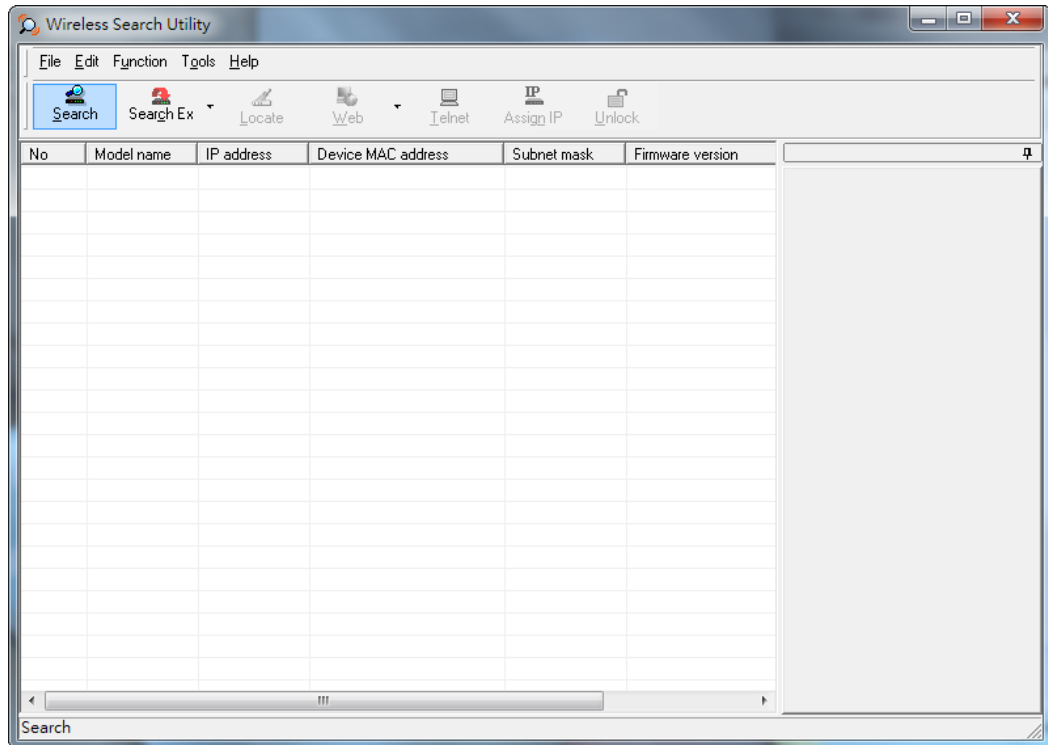 Wireless Search Utility
File Edit Function Tools Help
IP
Search Search Ex Locate Web Telnet Assign IP Unlock
No Model name IP address Device MAC address Subnet mask Firmware version
Search